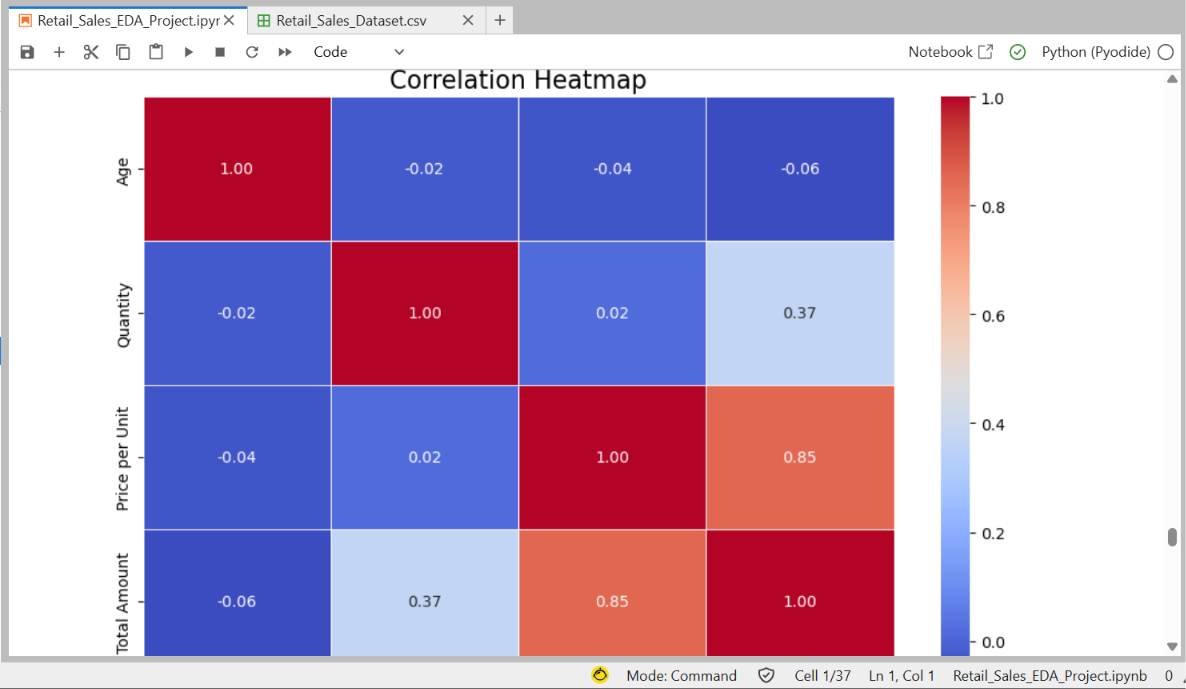 Retail_Sales_EDA_Project.ipyr
Retail_Sales_Dataset.csv
Code
Notebook
Python (Pyodide)
Correlation Heatmap
Age
1.00
-0.02
-0.04
-0.06
Quantity
-0.02
1.00
0.02
0.37
Price per Unit
-0.04
0.02
1.00
0.85
Total Amount
-0.06
0.37
0.85
1.00
1.0
0.8
0.6
0.4
0.2
0.0
Mode: Command
Cell 1/37
Ln 1, Col 1
Retail_Sales_EDA_Project.ipynb
0